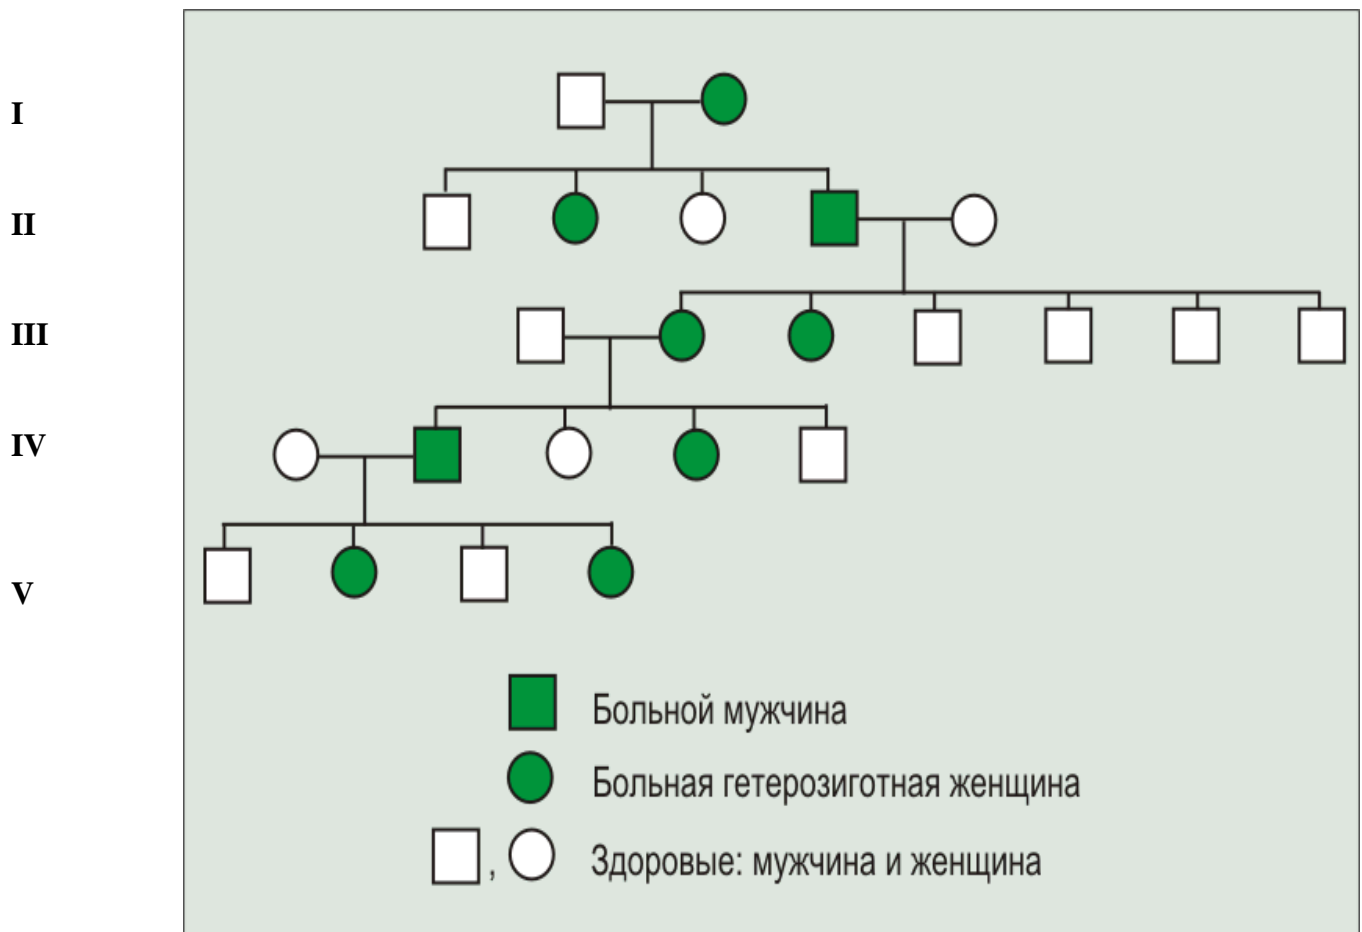 I
II
III
IV
V
Больной мужчина
Больная гетерозиготная женщина
, Здоровые: мужчина и женщина